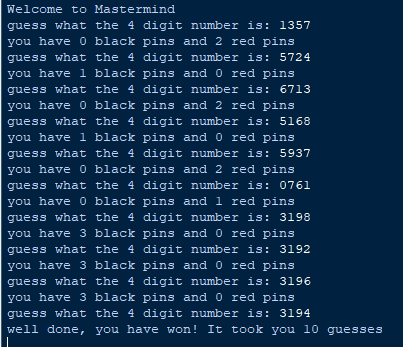 Welcome to Mastermind
guess what the 4 digit number is: 1357
you have 0 black pins and 2 red pins
guess what the 4 digit number is: 5724
you have 1 black pins and 0 red pins
guess what the 4 digit number is: 6713
you have 0 black pins and 2 red pins
guess what the 4 digit number is: 5168
you have 1 black pins and 0 red pins
guess what the 4 digit number is: 5937
you have 0 black pins and 2 red pins
guess what the 4 digit number is: 0761
you have 0 black pins and 1 red pins
guess what the 4 digit number is: 3198
you have 3 black pins and 0 red pins
guess what the 4 digit number is: 3192
you have 3 black pins and 0 red pins
guess what the 4 digit number is: 3196
you have 3 black pins and 0 red pins
guess what the 4 digit number is: 3194
well done, you have won! It took you 10 guesses